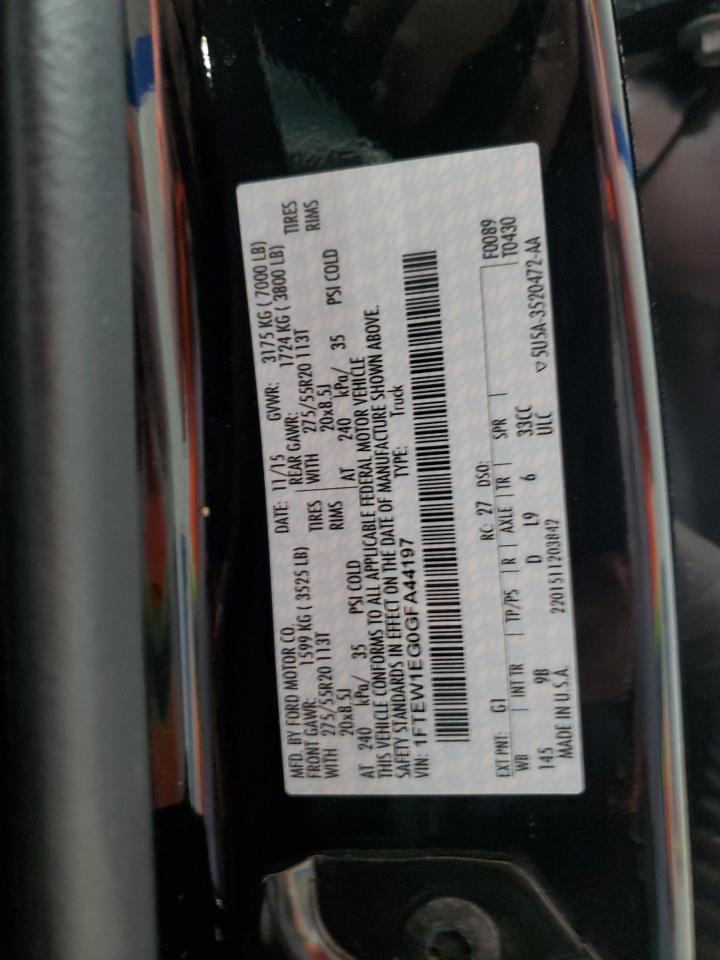 MFD. BY FORD MOTOR CO. DATE: 11/15 GVWR: 3175 KG ( 7000 LB)
FRONT GAWR: 1599 KG ( 3525 LB) REAR GAWR: 1724 KG ( 3800 LB)
WITH 275/55R20 113T TIRES WITH 275/55R20 113T TIRES
20x8.5J RIMS 20x8.5J RIMS
AT 240 kPa/ 35 PSI COLD AT 240 kPa/ 35 PSI COLD
THIS VEHICLE CONFORMS TO ALL APPLICABLE FEDERAL MOTOR VEHICLE
SAFETY STANDARDS IN EFFECT ON THE DATE OF MANUFACTURE SHOWN ABOVE.
VIN: 1FTEW1EG0GFA44197 TYPE: Truck
EXT PNT: G1 RC: 27 DSO: F0089
WB INT TR TP/PS R AXLE TR SPR T0430
145 9B D L9 6 33CC
MADE IN U.S.A. 2201511203842 ULC ▽5U5A-3520472-AA